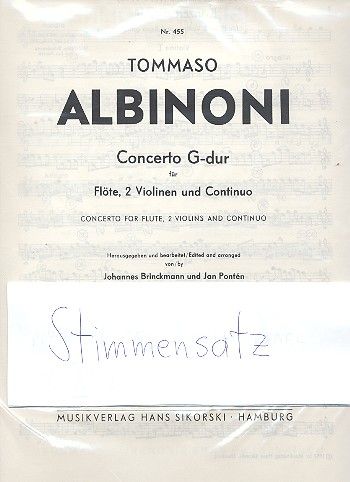 Nr. 455
TOMMASO
ALBINONI
Concerto G-dur
für
Flöte, 2 Violinen und Continuo
CONCERTO FOR FLUTE, 2 VIOLINS AND CONTINUO
Herausgegeben und bearbeitet/Edited and arranged
von/by
Johannes Brinckmann und Jan Pontén
Stimmensatz
MUSIKVERLAG HANS SIKORSKI · HAMBURG